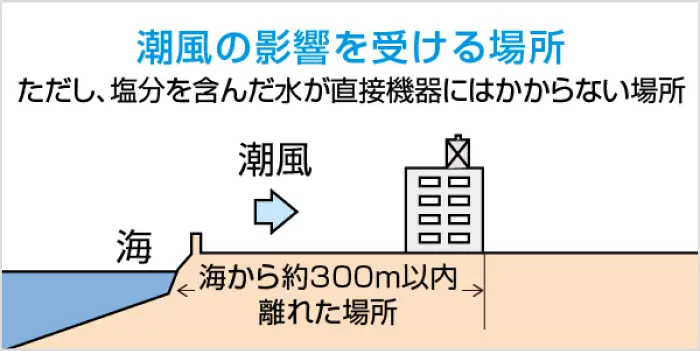 潮風の影響を受ける場所
ただし、塩分を含んだ水が直接機器にはかからない場所
潮風
海
海から約300m以内
離れた場所